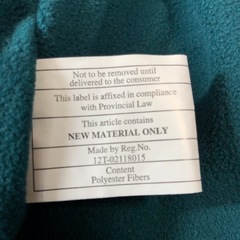 Not to be removed until
delivered to the consumer
This label is affixed in compliance
with Provincial Law
This article contains
NEW MATERIAL ONLY
Made by Reg.No.
12T-02118015
Content
Polyester Fibers